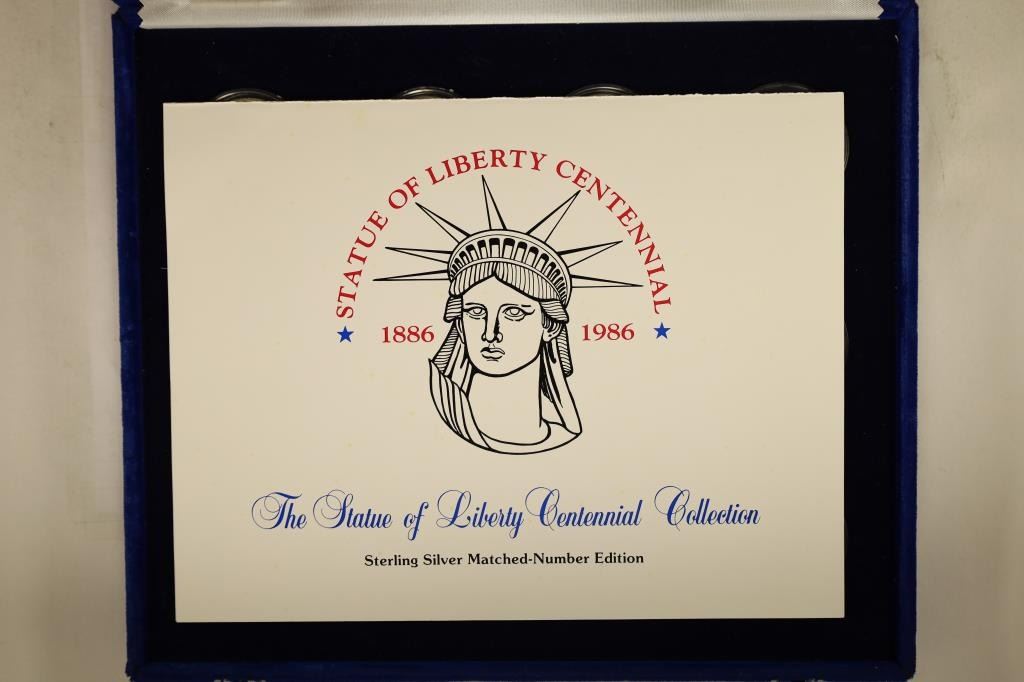 STATUE OF LIBERTY CENTENNIAL
1886 1986
The Statue of Liberty Centennial Collection
Sterling Silver Matched-Number Edition